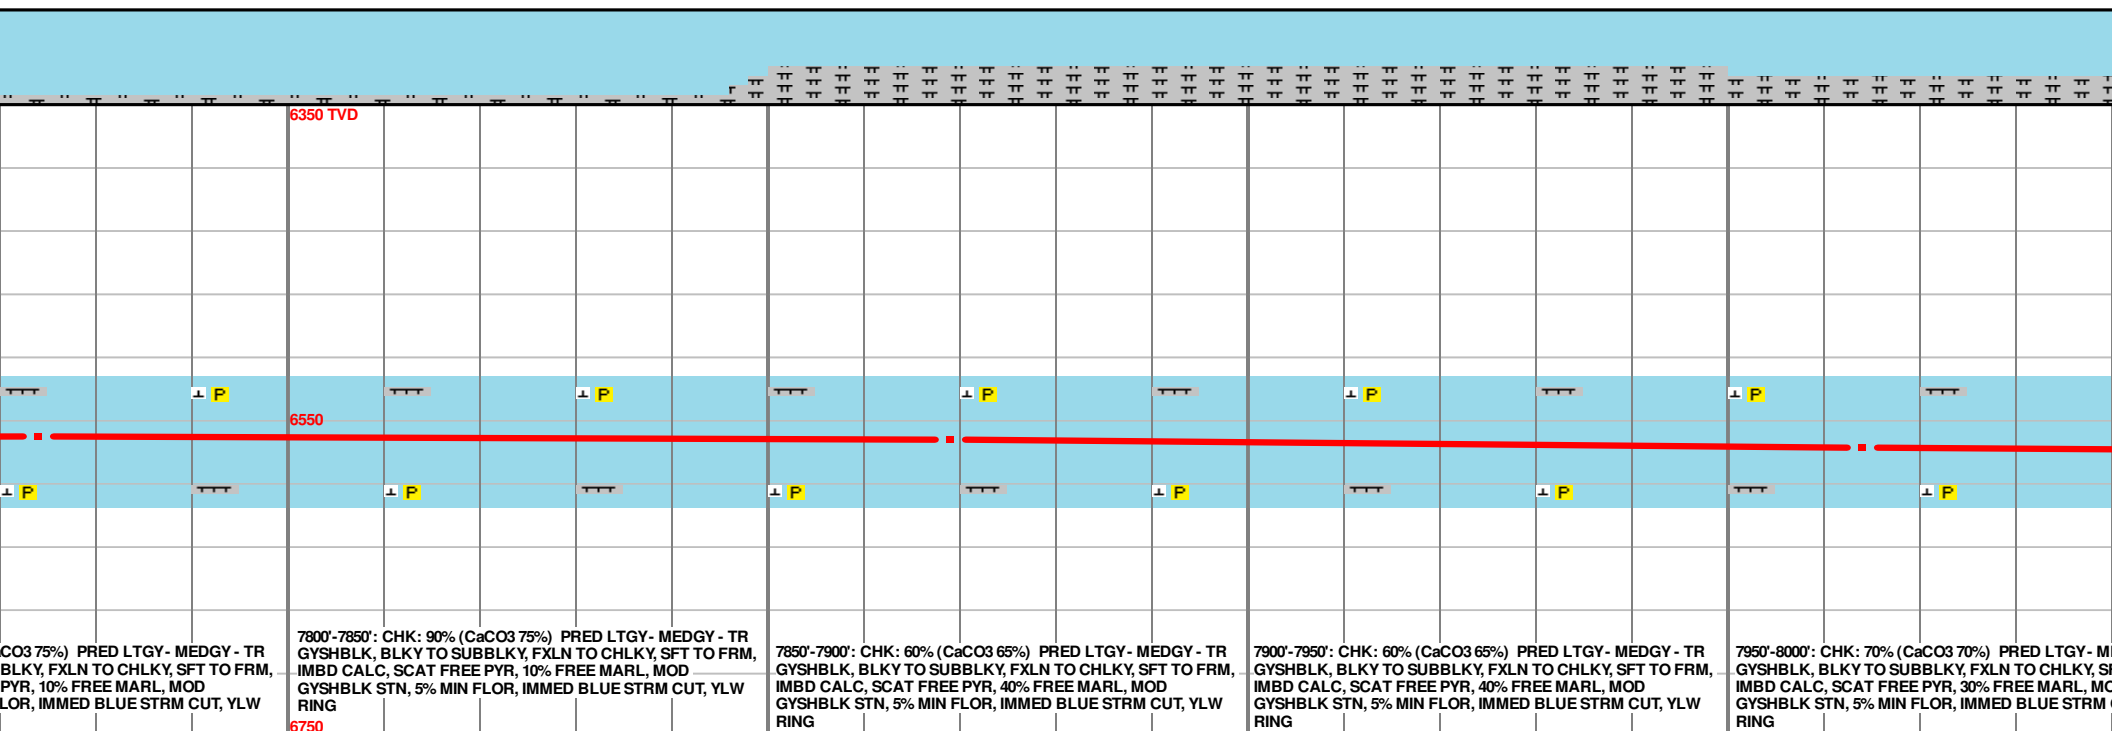 6350 TVD
P P P P P
6550
P P P P P P
CO3 75%) PRED LTGY- MEDGY - TR
BLKY, FXLN TO CHLKY, SFT TO FRM,
PYR, 10% FREE MARL, MOD
LOR, IMMED BLUE STRM CUT, YLW
7800'-7850': CHK: 90% (CaCO3 75%) PRED LTGY- MEDGY - TR
GYSHBLK, BLKY TO SUBBLKY, FXLN TO CHLKY, SFT TO FRM,
IMBD CALC, SCAT FREE PYR, 10% FREE MARL, MOD
GYSHBLK STN, 5% MIN FLOR, IMMED BLUE STRM CUT, YLW
RING
7850'-7900': CHK: 60% (CaCO3 65%) PRED LTGY- MEDGY - TR
GYSHBLK, BLKY TO SUBBLKY, FXLN TO CHLKY, SFT TO FRM,
IMBD CALC, SCAT FREE PYR, 40% FREE MARL, MOD
GYSHBLK STN, 5% MIN FLOR, IMMED BLUE STRM CUT, YLW
RING
7900'-7950': CHK: 60% (CaCO3 65%) PRED LTGY- MEDGY - TR
GYSHBLK, BLKY TO SUBBLKY, FXLN TO CHLKY, SFT TO FRM,
IMBD CALC, SCAT FREE PYR, 40% FREE MARL, MOD
GYSHBLK STN, 5% MIN FLOR, IMMED BLUE STRM CUT, YLW
RING
7950'-8000': CHK: 70% (CaCO3 70%) PRED LTGY- M
GYSHBLK, BLKY TO SUBBLKY, FXLN TO CHLKY, S
IMBD CALC, SCAT FREE PYR, 30% FREE MARL, MO
GYSHBLK STN, 5% MIN FLOR, IMMED BLUE STRM
RING
6750